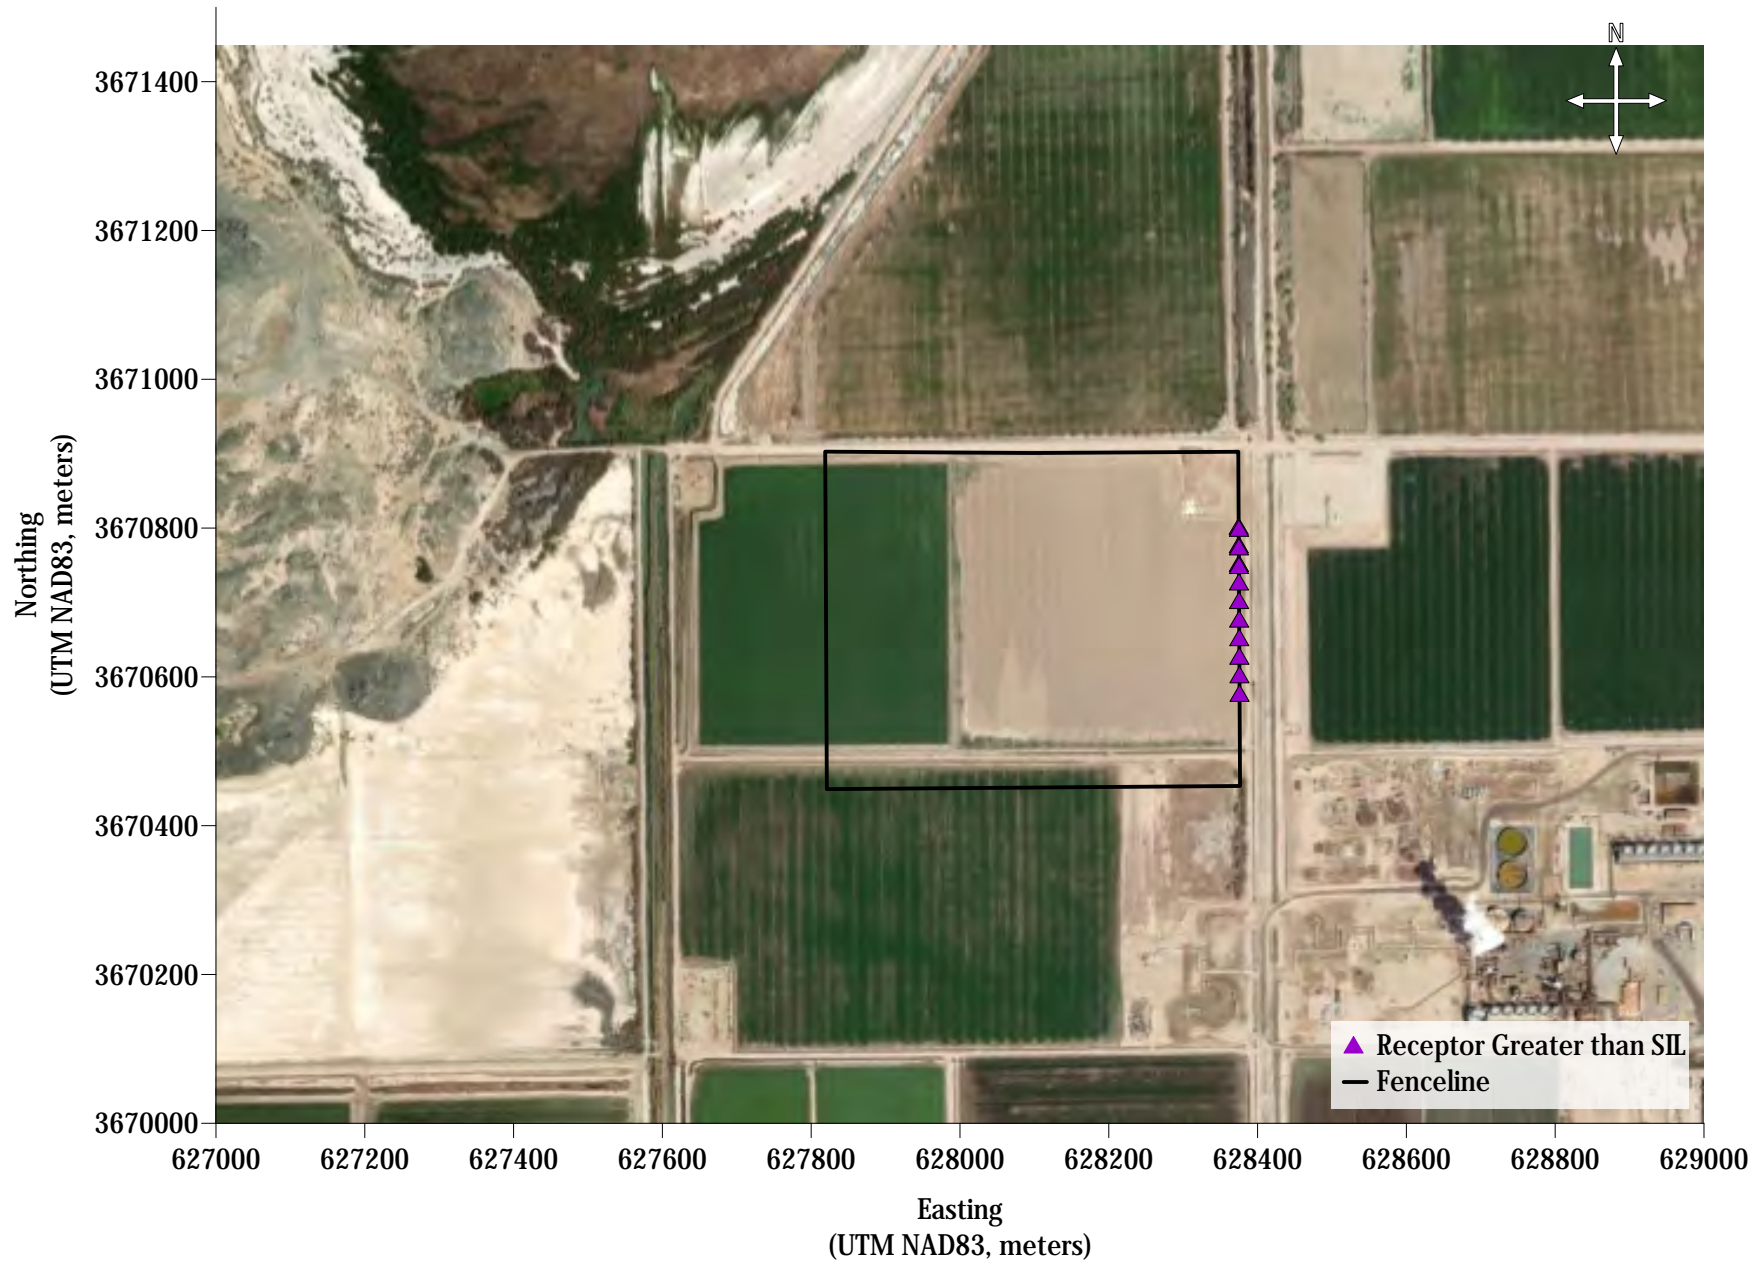 N
3671400
3671200
3671000
3670800
3670600
3670400
3670200
3670000
Northing
(UTM NAD83, meters)
627000 627200 627400 627600 627800 628000 628200 628400 628600 628800 629000
Easting
(UTM NAD83, meters)
Receptor Greater than SIL
Fenceline